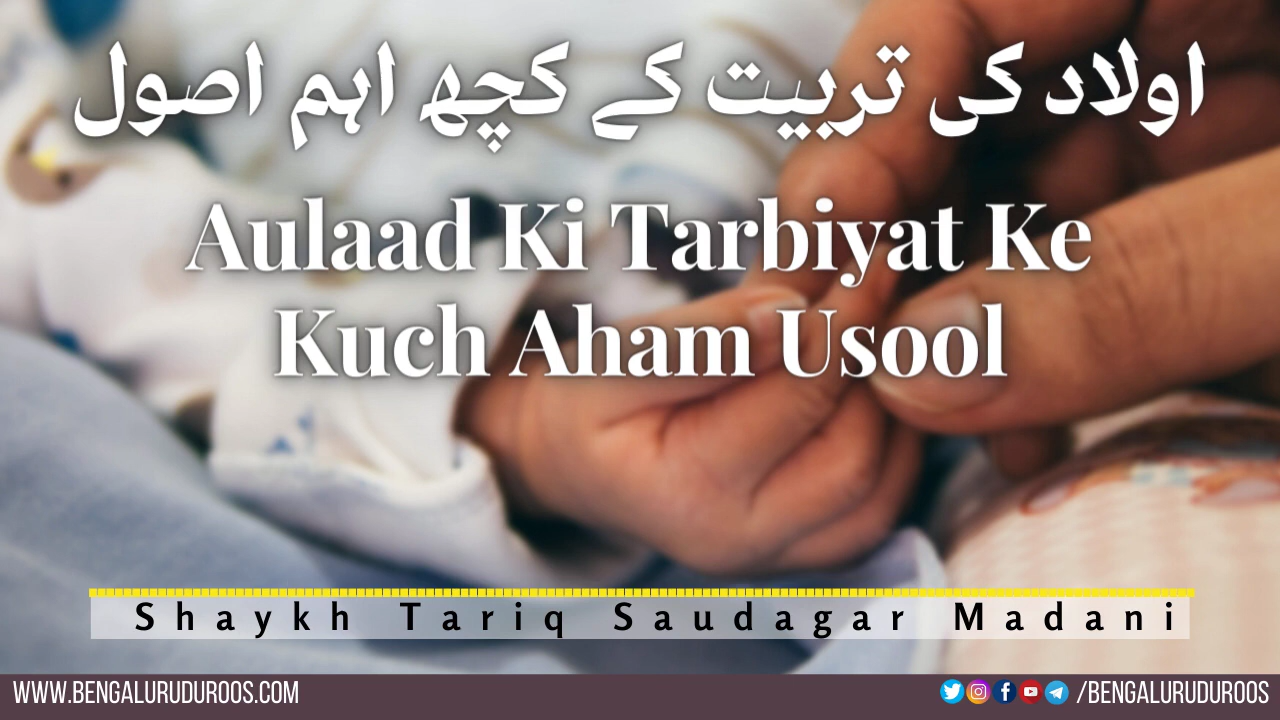 اولاد کی تربیت کے کچھ اہم اصول
Aulaad Ki Tarbiyat Ke
Kuch Aham Usool
Shaykh Tariq Saudagar Madani
WWW.BENGALURUDUROOS.COM
/BENGALURUDUROOS